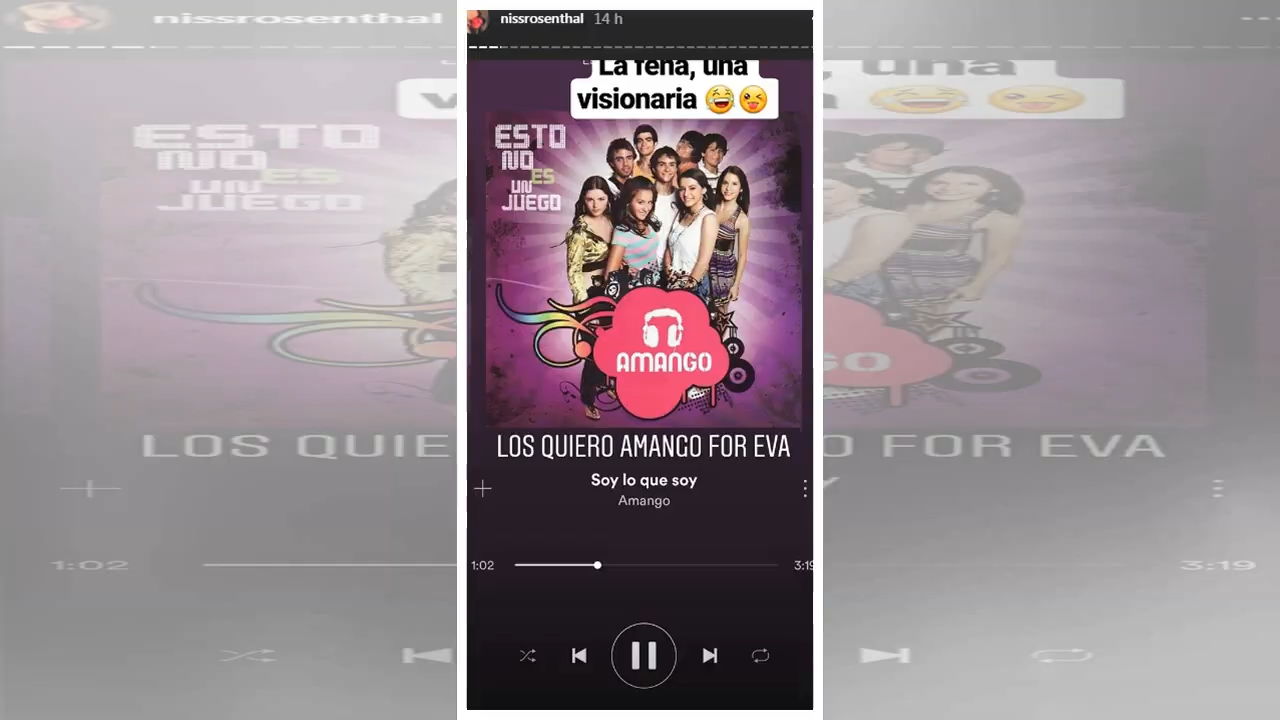 nissrosenthal 14 h
La feña, una
visionaria 😂😜
ESTO
NO
ES
UN
JUEGO
AMANGO
LOS QUIERO AMANGO FOR EVA
Soy lo que soy
Amango
1:02
3:19